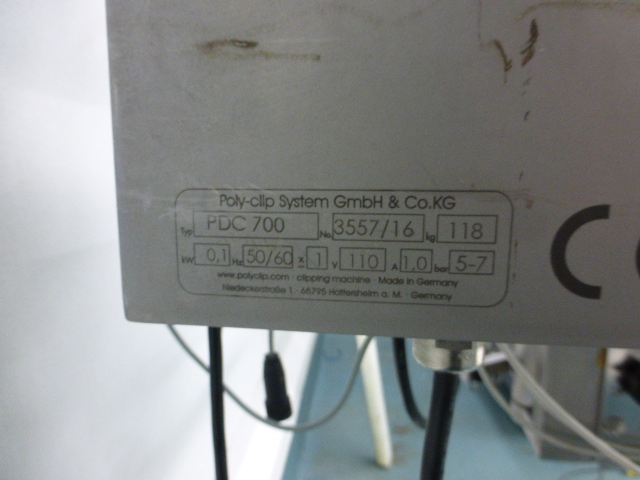 Poly-clip System GmbH & Co.KG
Typ PDC 700 No 3557/16 kg 118
kW 0,1 Hz 50/60 x 1 V 110 A 1,0 bar 5-7
www.polyclip.com · clipping machine · Made in Germany
Niedeckerstraße 1 · 65795 Hattersheim a. M. · Germany
C